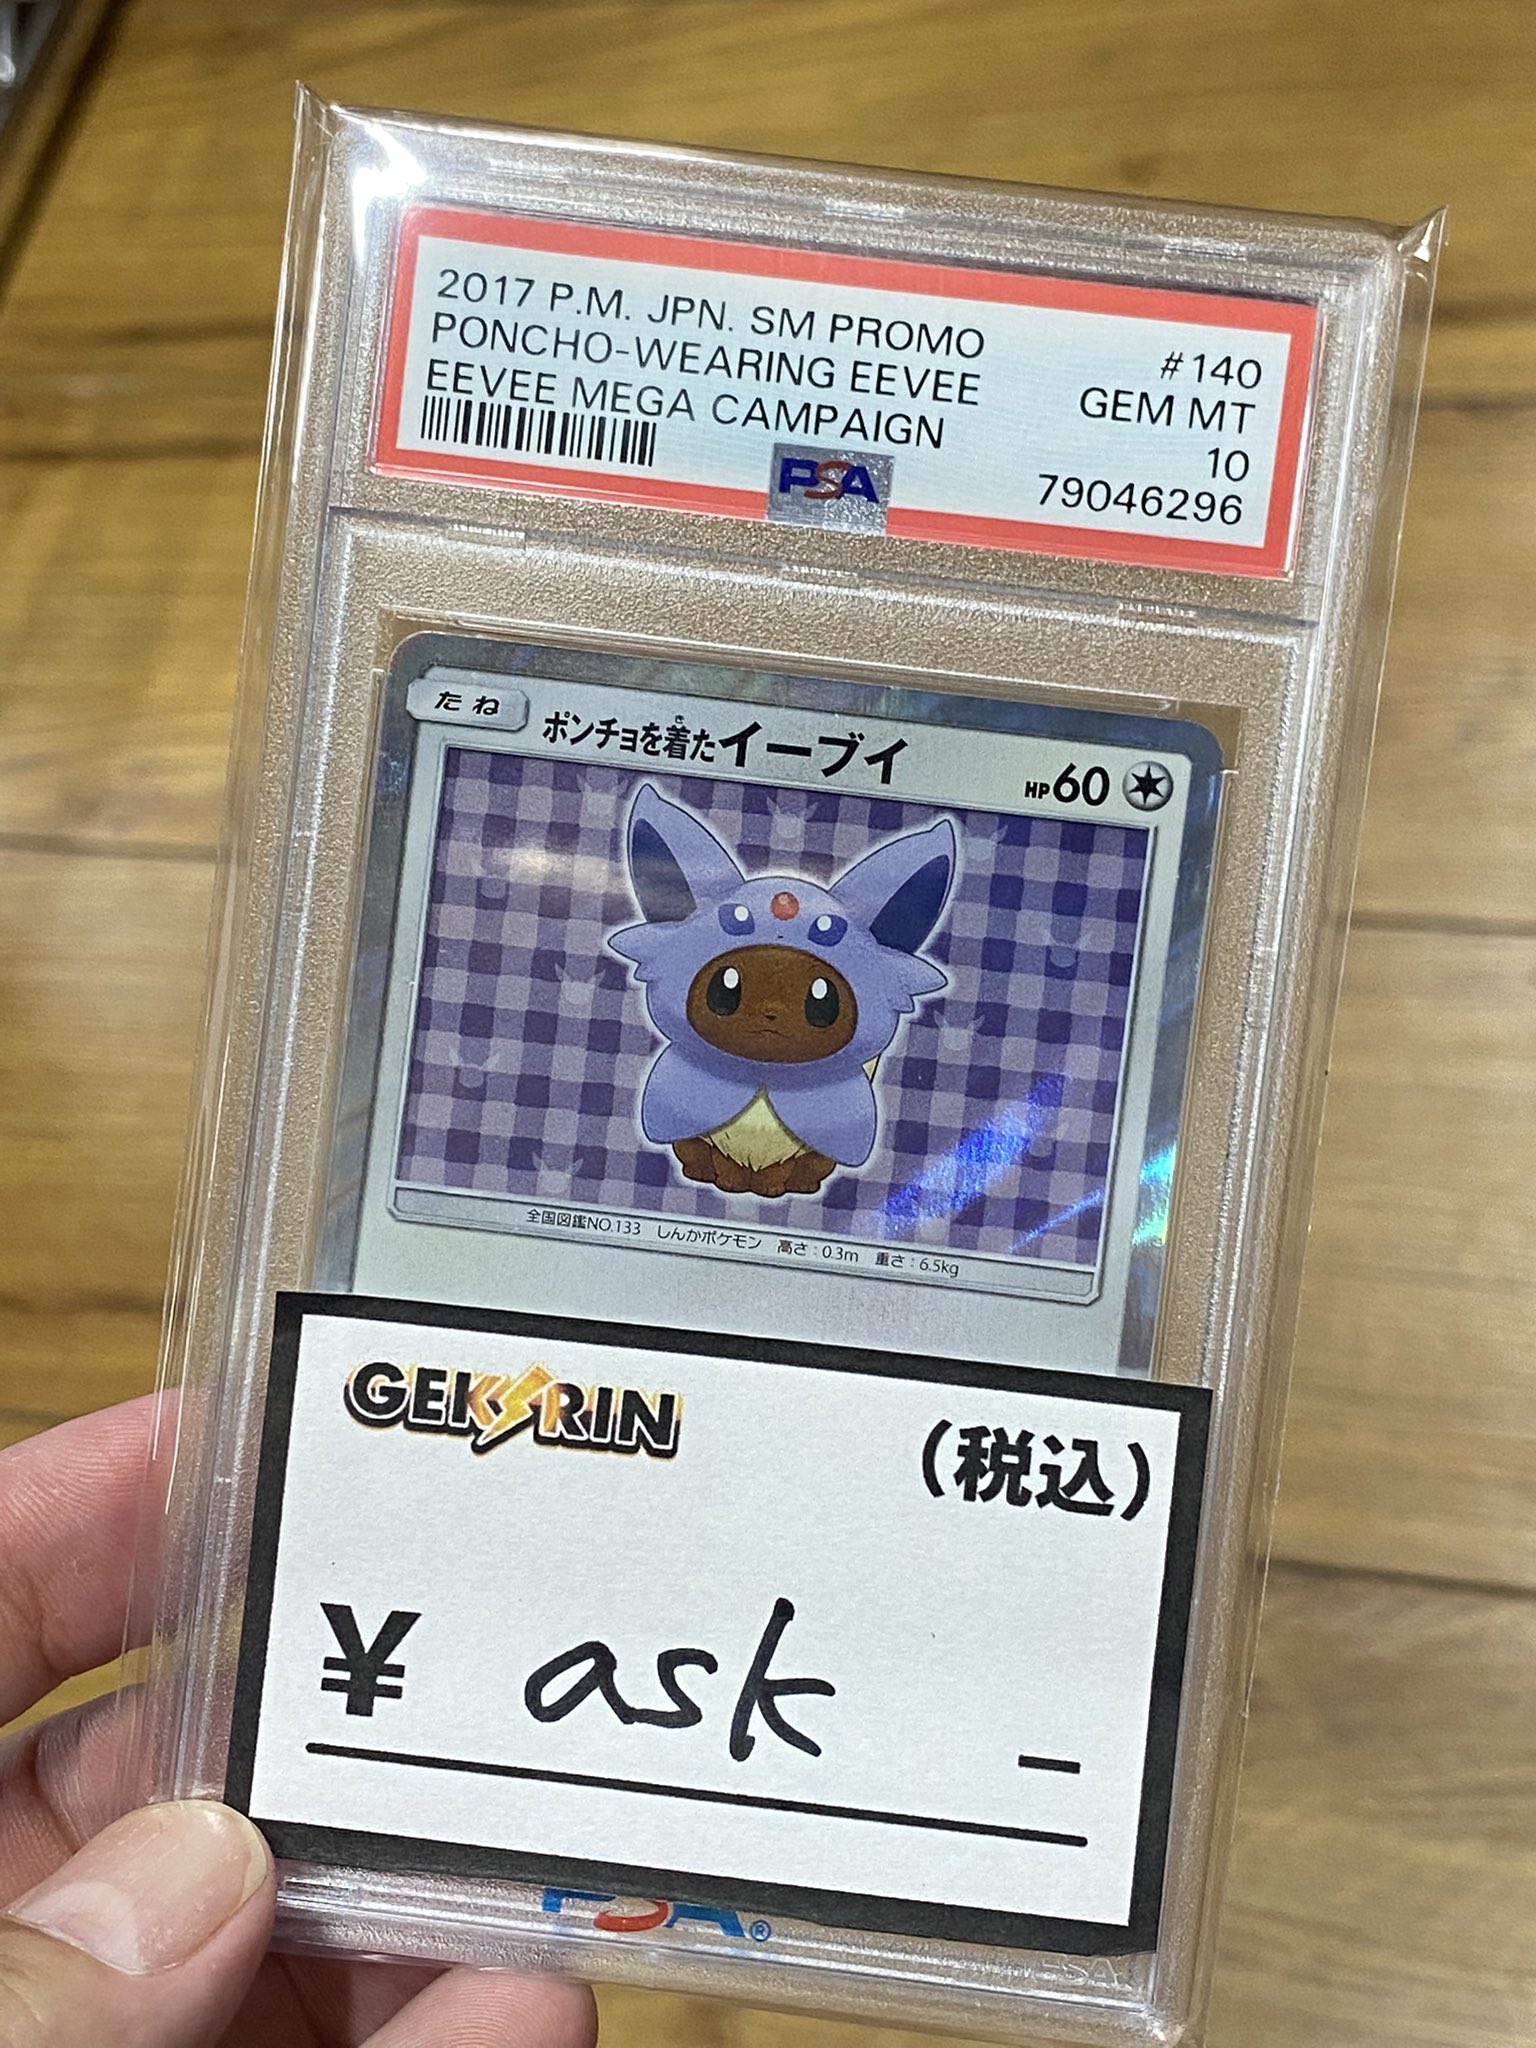 2017 P.M. JPN. SM PROMO
PONCHO-WEARING EEVEE
EEVEE MEGA CAMPAIGN
#140
GEM MT
10
79046296
PSA
たね
ポンチョを着たイーブイ
き
HP60
全国図鑑NO.133 しんかポケモン 高さ:0.3m 重さ:6.5kg
GEKIRIN
(税込)
¥ ask -
PSA®